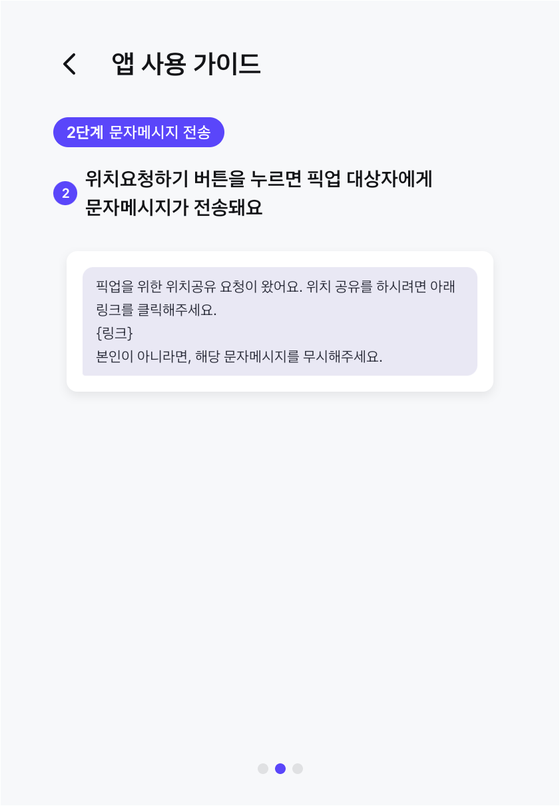 앱 사용 가이드
2단계 문자메시지 전송
2
위치요청하기 버튼을 누르면 픽업 대상자에게
문자메시지가 전송돼요
픽업을 위한 위치공유 요청이 왔어요. 위치 공유를 하시려면 아래
링크를 클릭해주세요.
{링크}
본인이 아니라면, 해당 문자메시지를 무시해주세요.